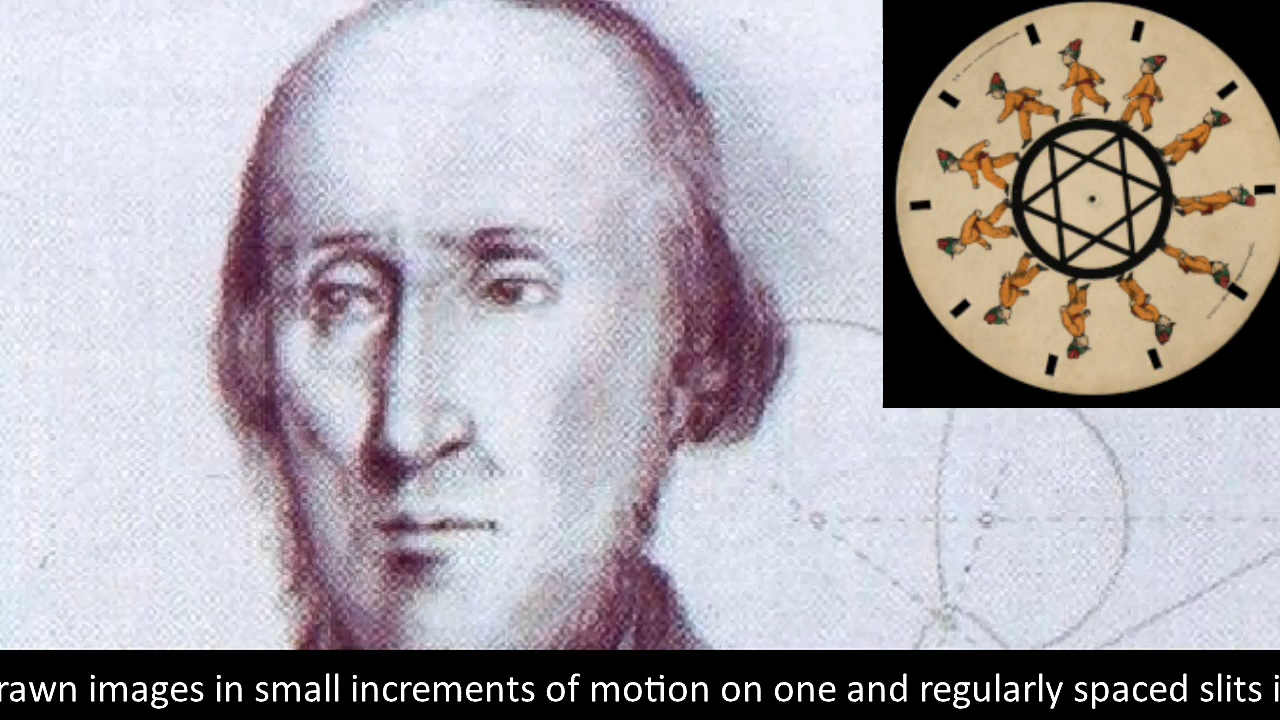 rawn images in small increments of motion on one and regularly spaced slits i